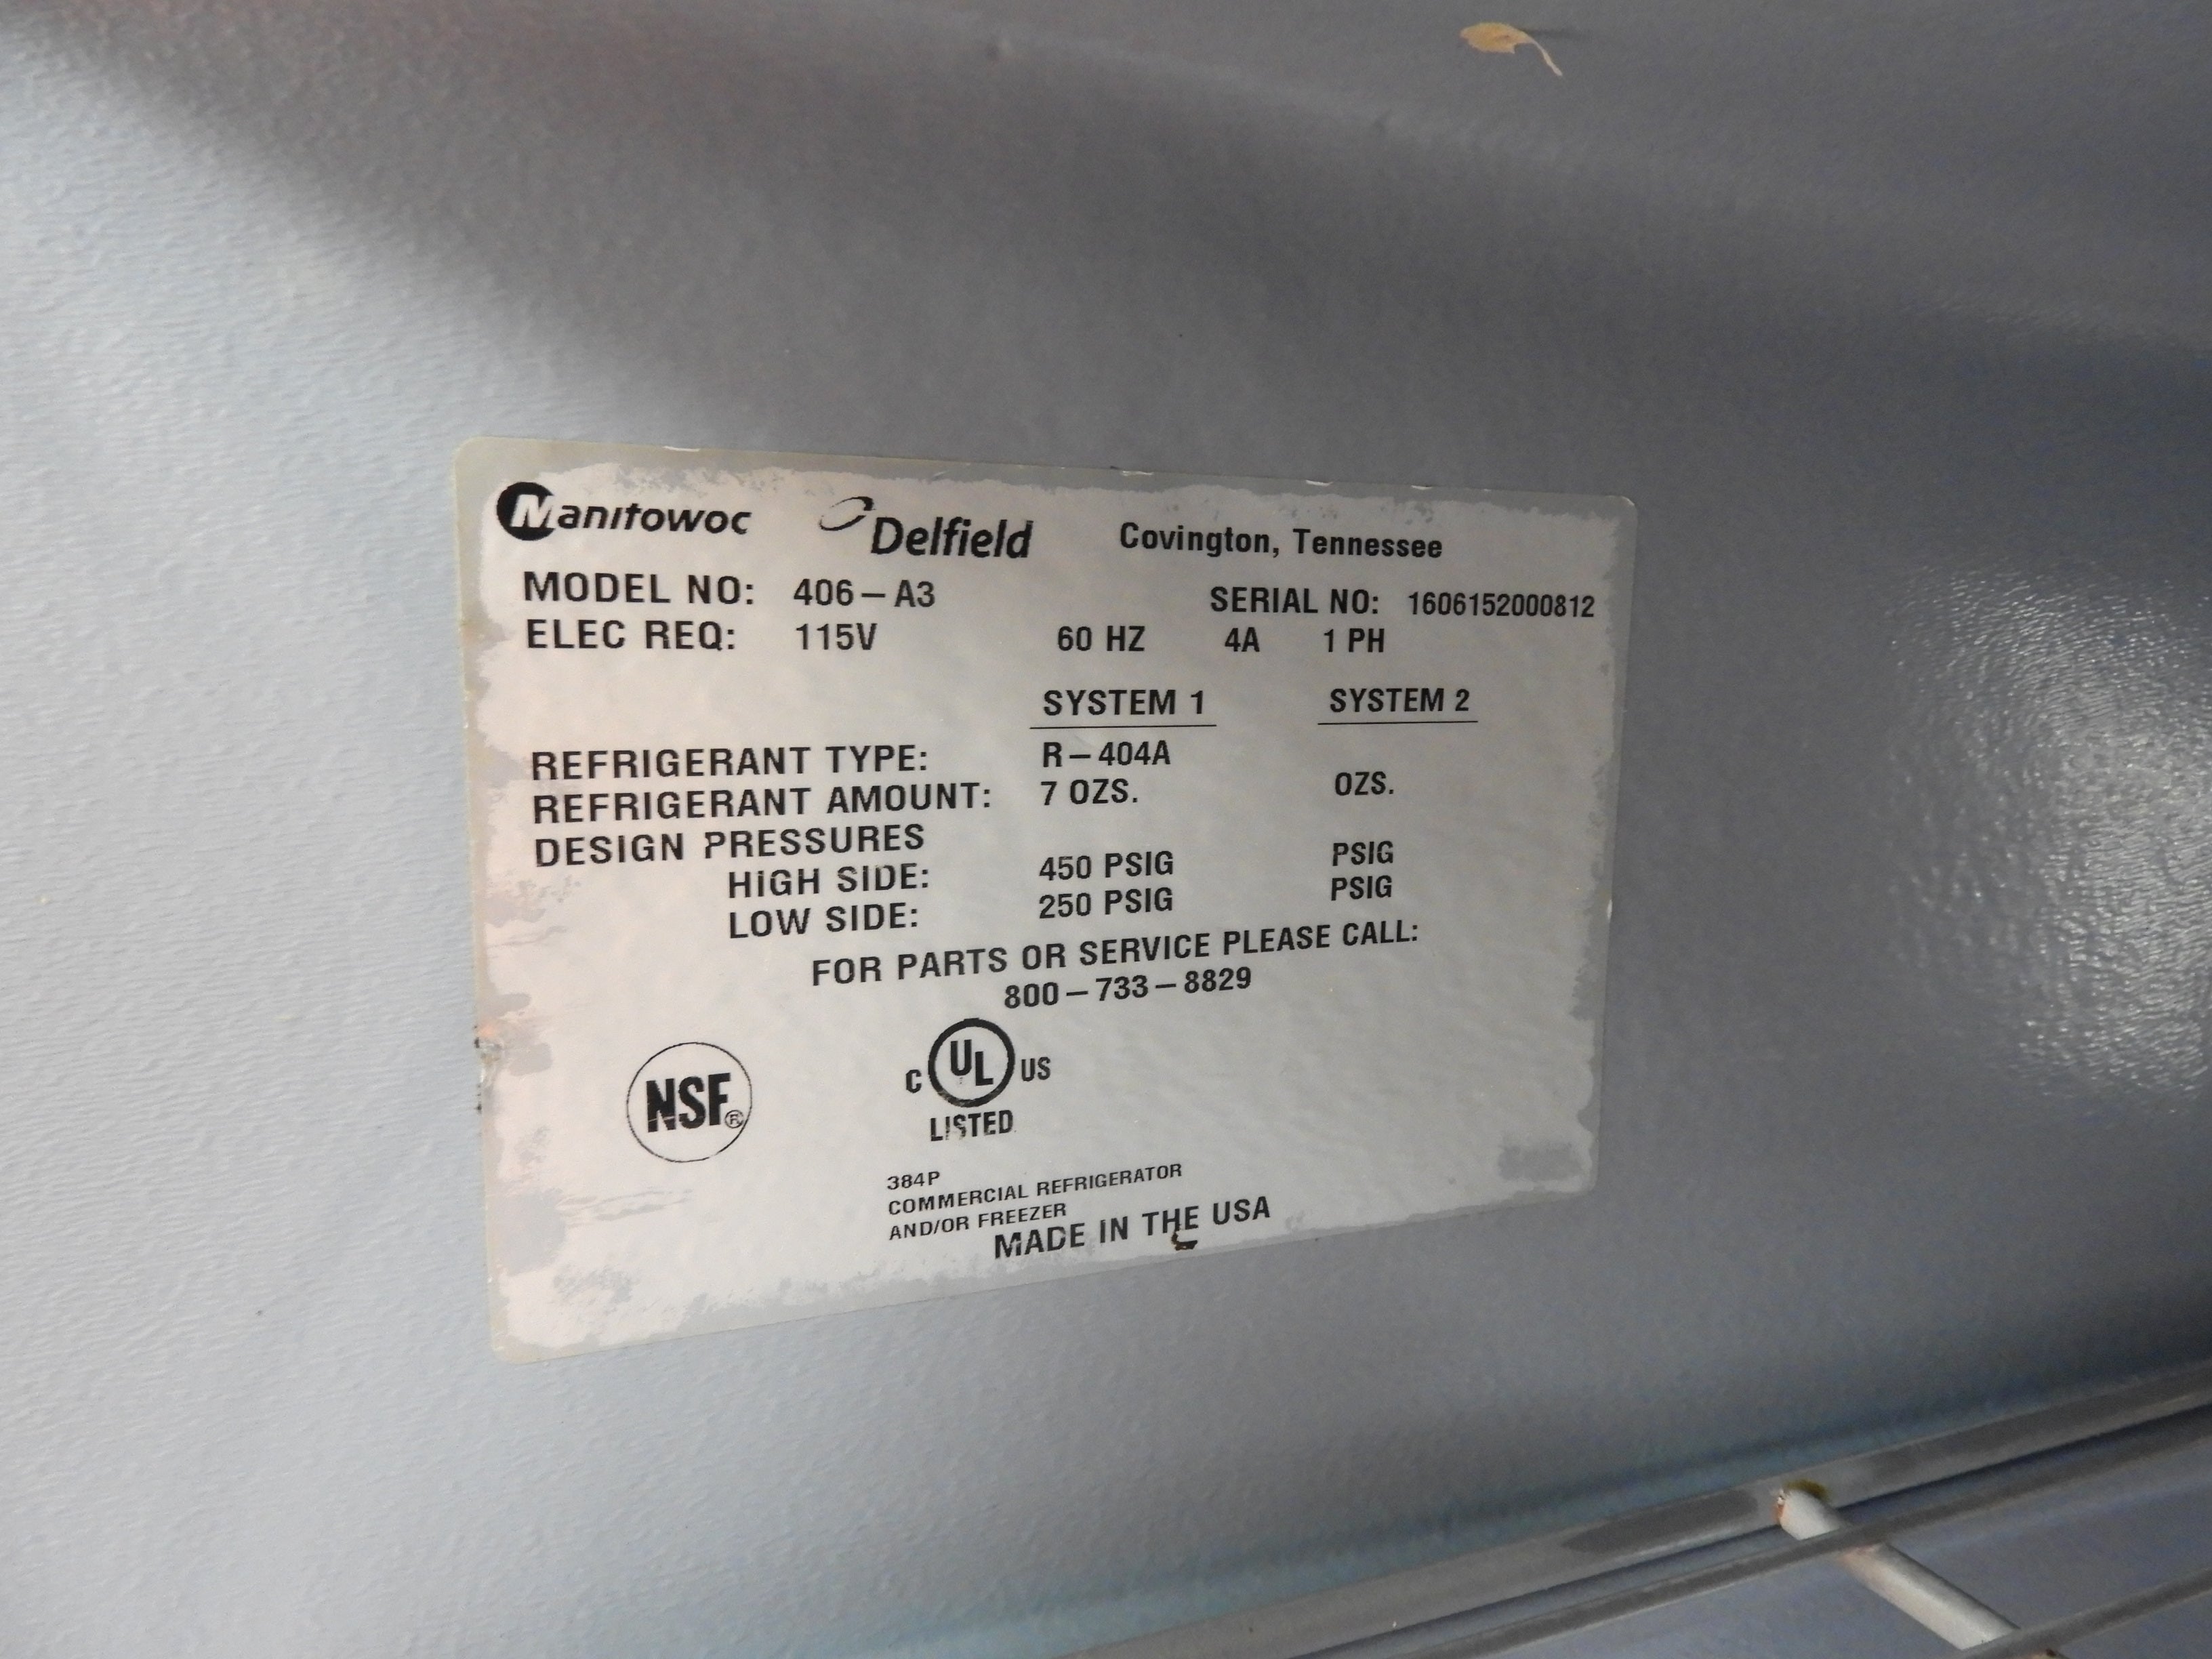 Manitowoc Delfield Covington, Tennessee
MODEL NO: 406-A3 SERIAL NO: 1606152000812
ELEC REQ: 115V 60 HZ 4A 1 PH
SYSTEM 1 SYSTEM 2
REFRIGERANT TYPE: R-404A
REFRIGERANT AMOUNT: 7 OZS. OZS.
DESIGN PRESSURES
HIGH SIDE: 450 PSIG PSIG
LOW SIDE: 250 PSIG PSIG
FOR PARTS OR SERVICE PLEASE CALL:
800-733-8829
NSF®
C UL US
LISTED
384P
COMMERCIAL REFRIGERATOR
AND/OR FREEZER
MADE IN THE USA